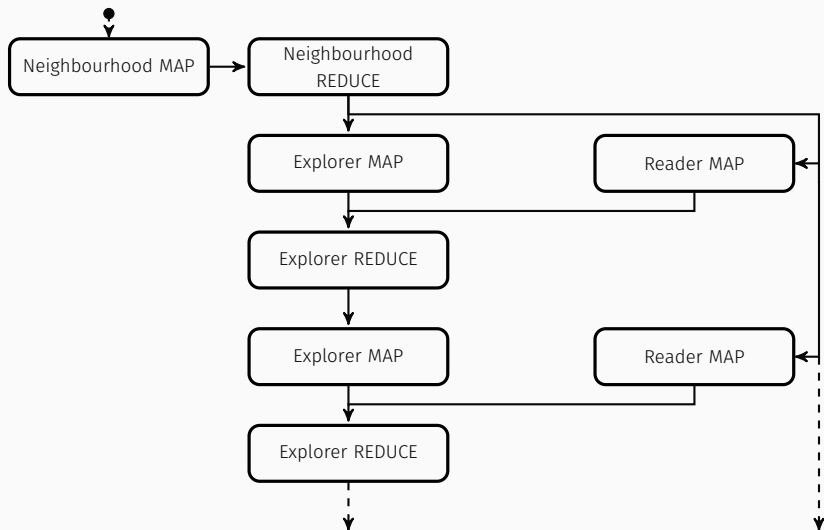 Neighbourhood MAP
Neighbourhood
REDUCE
Explorer MAP
Reader MAP
Explorer REDUCE
Explorer MAP
Reader MAP
Explorer REDUCE